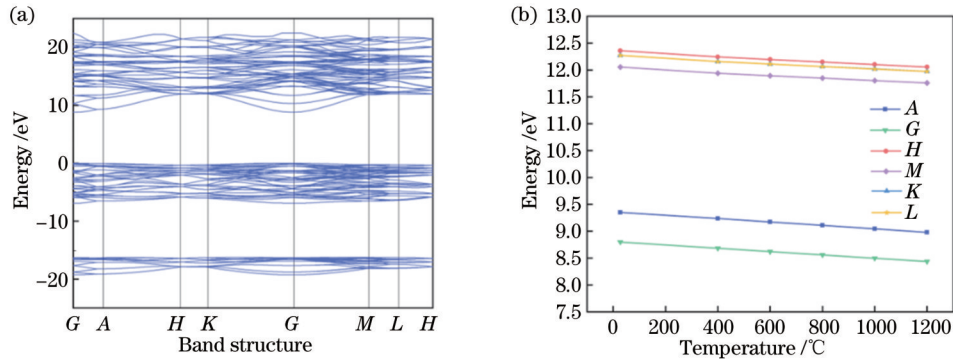 (a)
20
10
0
−10
−20
Energy /eV
G A H K G M L H
Band structure
(b)
13.0
12.5
12.0
11.5
11.0
10.5
10.0
9.5
9.0
8.5
8.0
7.5
Energy /eV
A
G
H
M
K
L
0 200 400 600 800 1000 1200
Temperature /℃